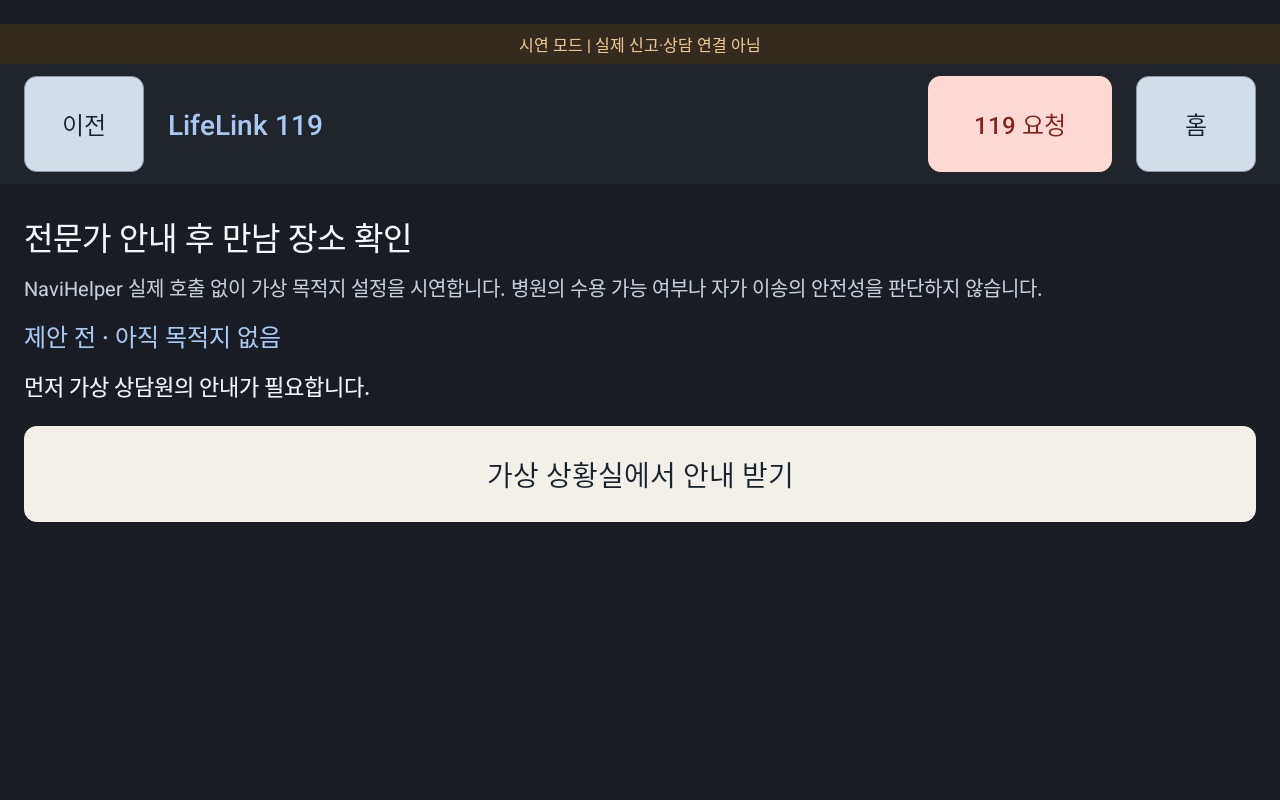 시연 모드 | 실제 신고·상담 연결 아님
이전
LifeLink 119
119 요청
홈
전문가 안내 후 만남 장소 확인
NaviHelper 실제 호출 없이 가상 목적지 설정을 시연합니다. 병원의 수용 가능 여부나 자가 이송의 안전성을 판단하지 않습니다.
제안 전 · 아직 목적지 없음
먼저 가상 상담원의 안내가 필요합니다.
가상 상황실에서 안내 받기